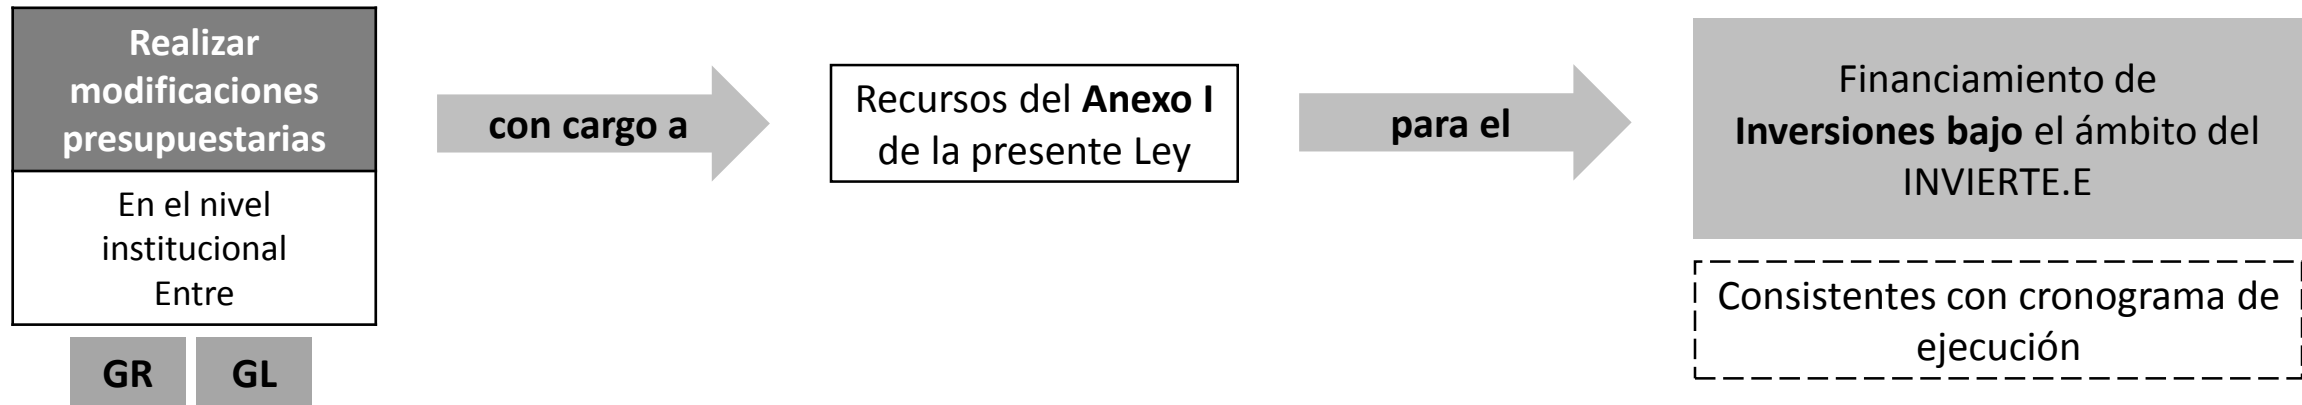 Realizar
modificaciones
presupuestarias
En el nivel
institucional
Entre
GR GL
con cargo a
Recursos del Anexo I
de la presente Ley
para el
Financiamiento de
Inversiones bajo el ámbito del
INVIERTE.E
Consistentes con cronograma de
ejecución